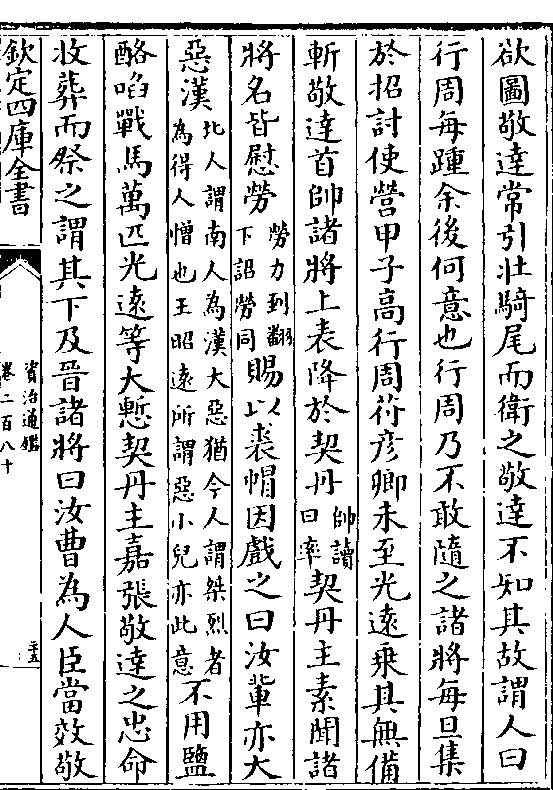 欲圖敬達常引壯騎尾而衛之敬達不知其故謂人曰
行周每踵余後何意也行周乃不敢隨之諸將每旦集
於招討使營甲子高行周符彦卿未至光遠乗其無備
斬敬達首帥諸將上表降於契丹帥讀曰率契丹主素聞諸
將名皆慰勞勞力到翻下詔勞同賜以裘帽因戲之曰汝輩亦大
惡漢北人謂南人為漢大惡猶今人謂桀烈者為得人憎也王昭遠所謂惡小兒亦此意不用鹽
酪啗戰馬萬匹光遠等大慙契丹主嘉張敬達之忠命
收葬而祭之謂其下及晉諸將曰汝曹為人臣當效敬
欽定四庫全書
資治通鑑
卷二百八十
二十五